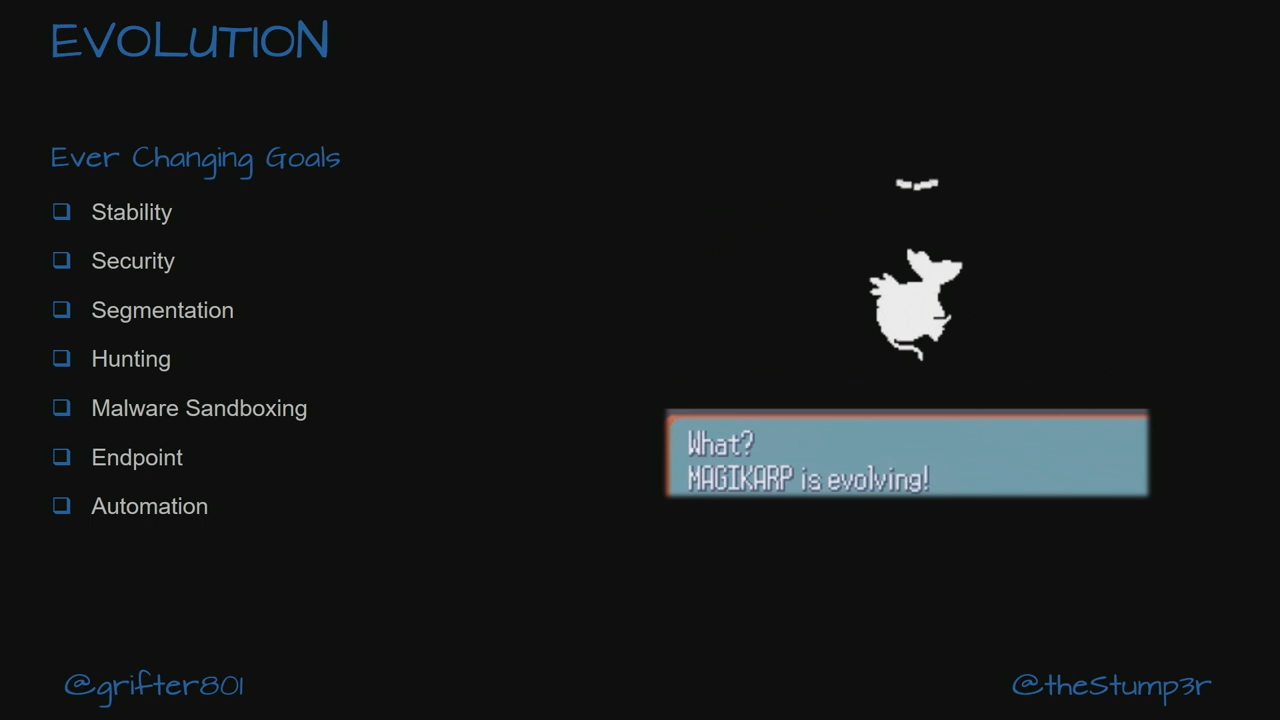 EVOLUTION
Ever Changing Goals
Stability
Security
Segmentation
Hunting
Malware Sandboxing
Endpoint
Automation
What?
MAGIKARP is evolving!
@grifter801
@theStump3r